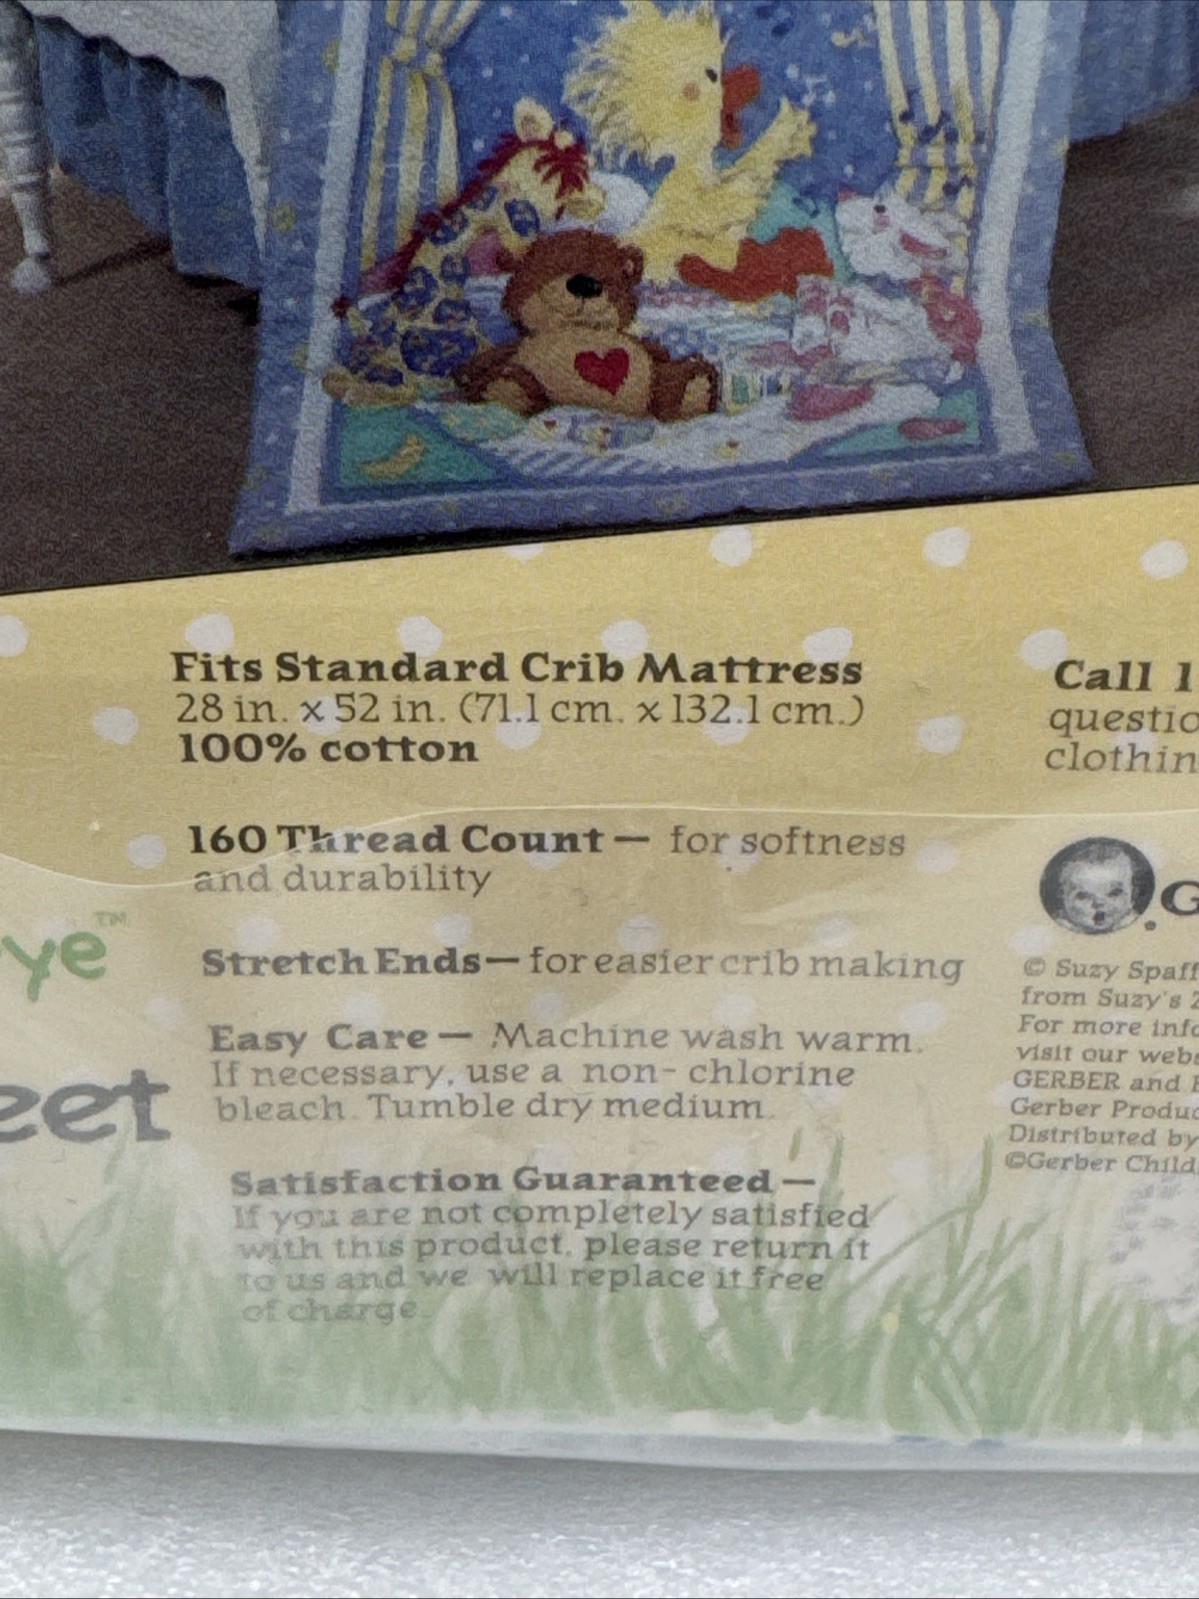 Fits Standard Crib Mattress
28 in. x 52 in. (71.1 cm. x 132.1 cm.)
100% cotton
160 Thread Count — for softness
and durability
Stretch Ends — for easier crib making
Easy Care — Machine wash warm.
If necessary, use a non- chlorine
bleach. Tumble dry medium.
Satisfaction Guaranteed —
If you are not completely satisfied
with this product, please return it
to us and we will replace it free
of charge.
ye™
eet
Call 1
questio
clothin
G
© Suzy Spaff
from Suzy's Z
For more info
visit our webs
GERBER and
Gerber Produc
Distributed by
©Gerber Child